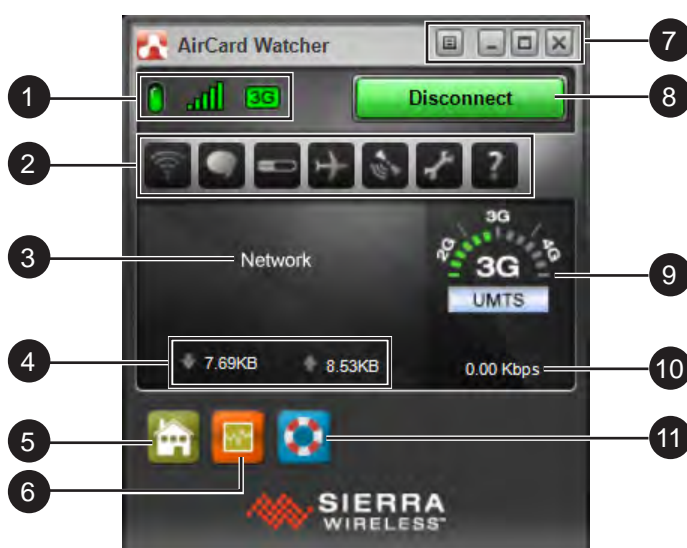 AirCard Watcher
7
1
3G
Disconnect
8
2
?
3
Network
2G
3G
4G
3G
UMTS
9
4
7.69KB
8.53KB
0.00 Kbps
10
5
11
6
SIERRA
WIRELESS™